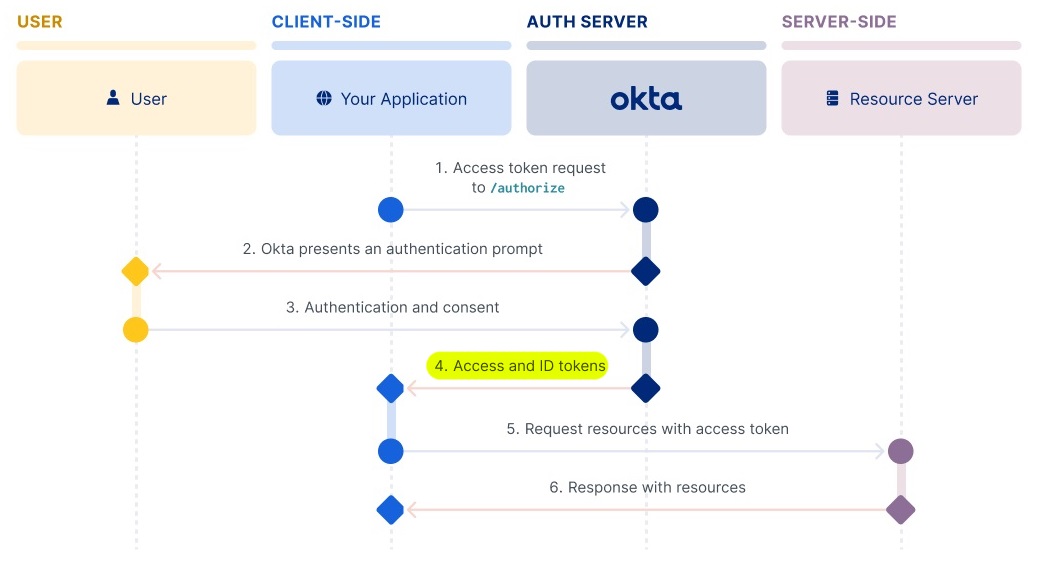 USER
CLIENT-SIDE
AUTH SERVER
SERVER-SIDE
User
Your Application
okta
Resource Server
1. Access token request
to /authorize
2. Okta presents an authentication prompt
3. Authentication and consent
4. Access and ID tokens
5. Request resources with access token
6. Response with resources